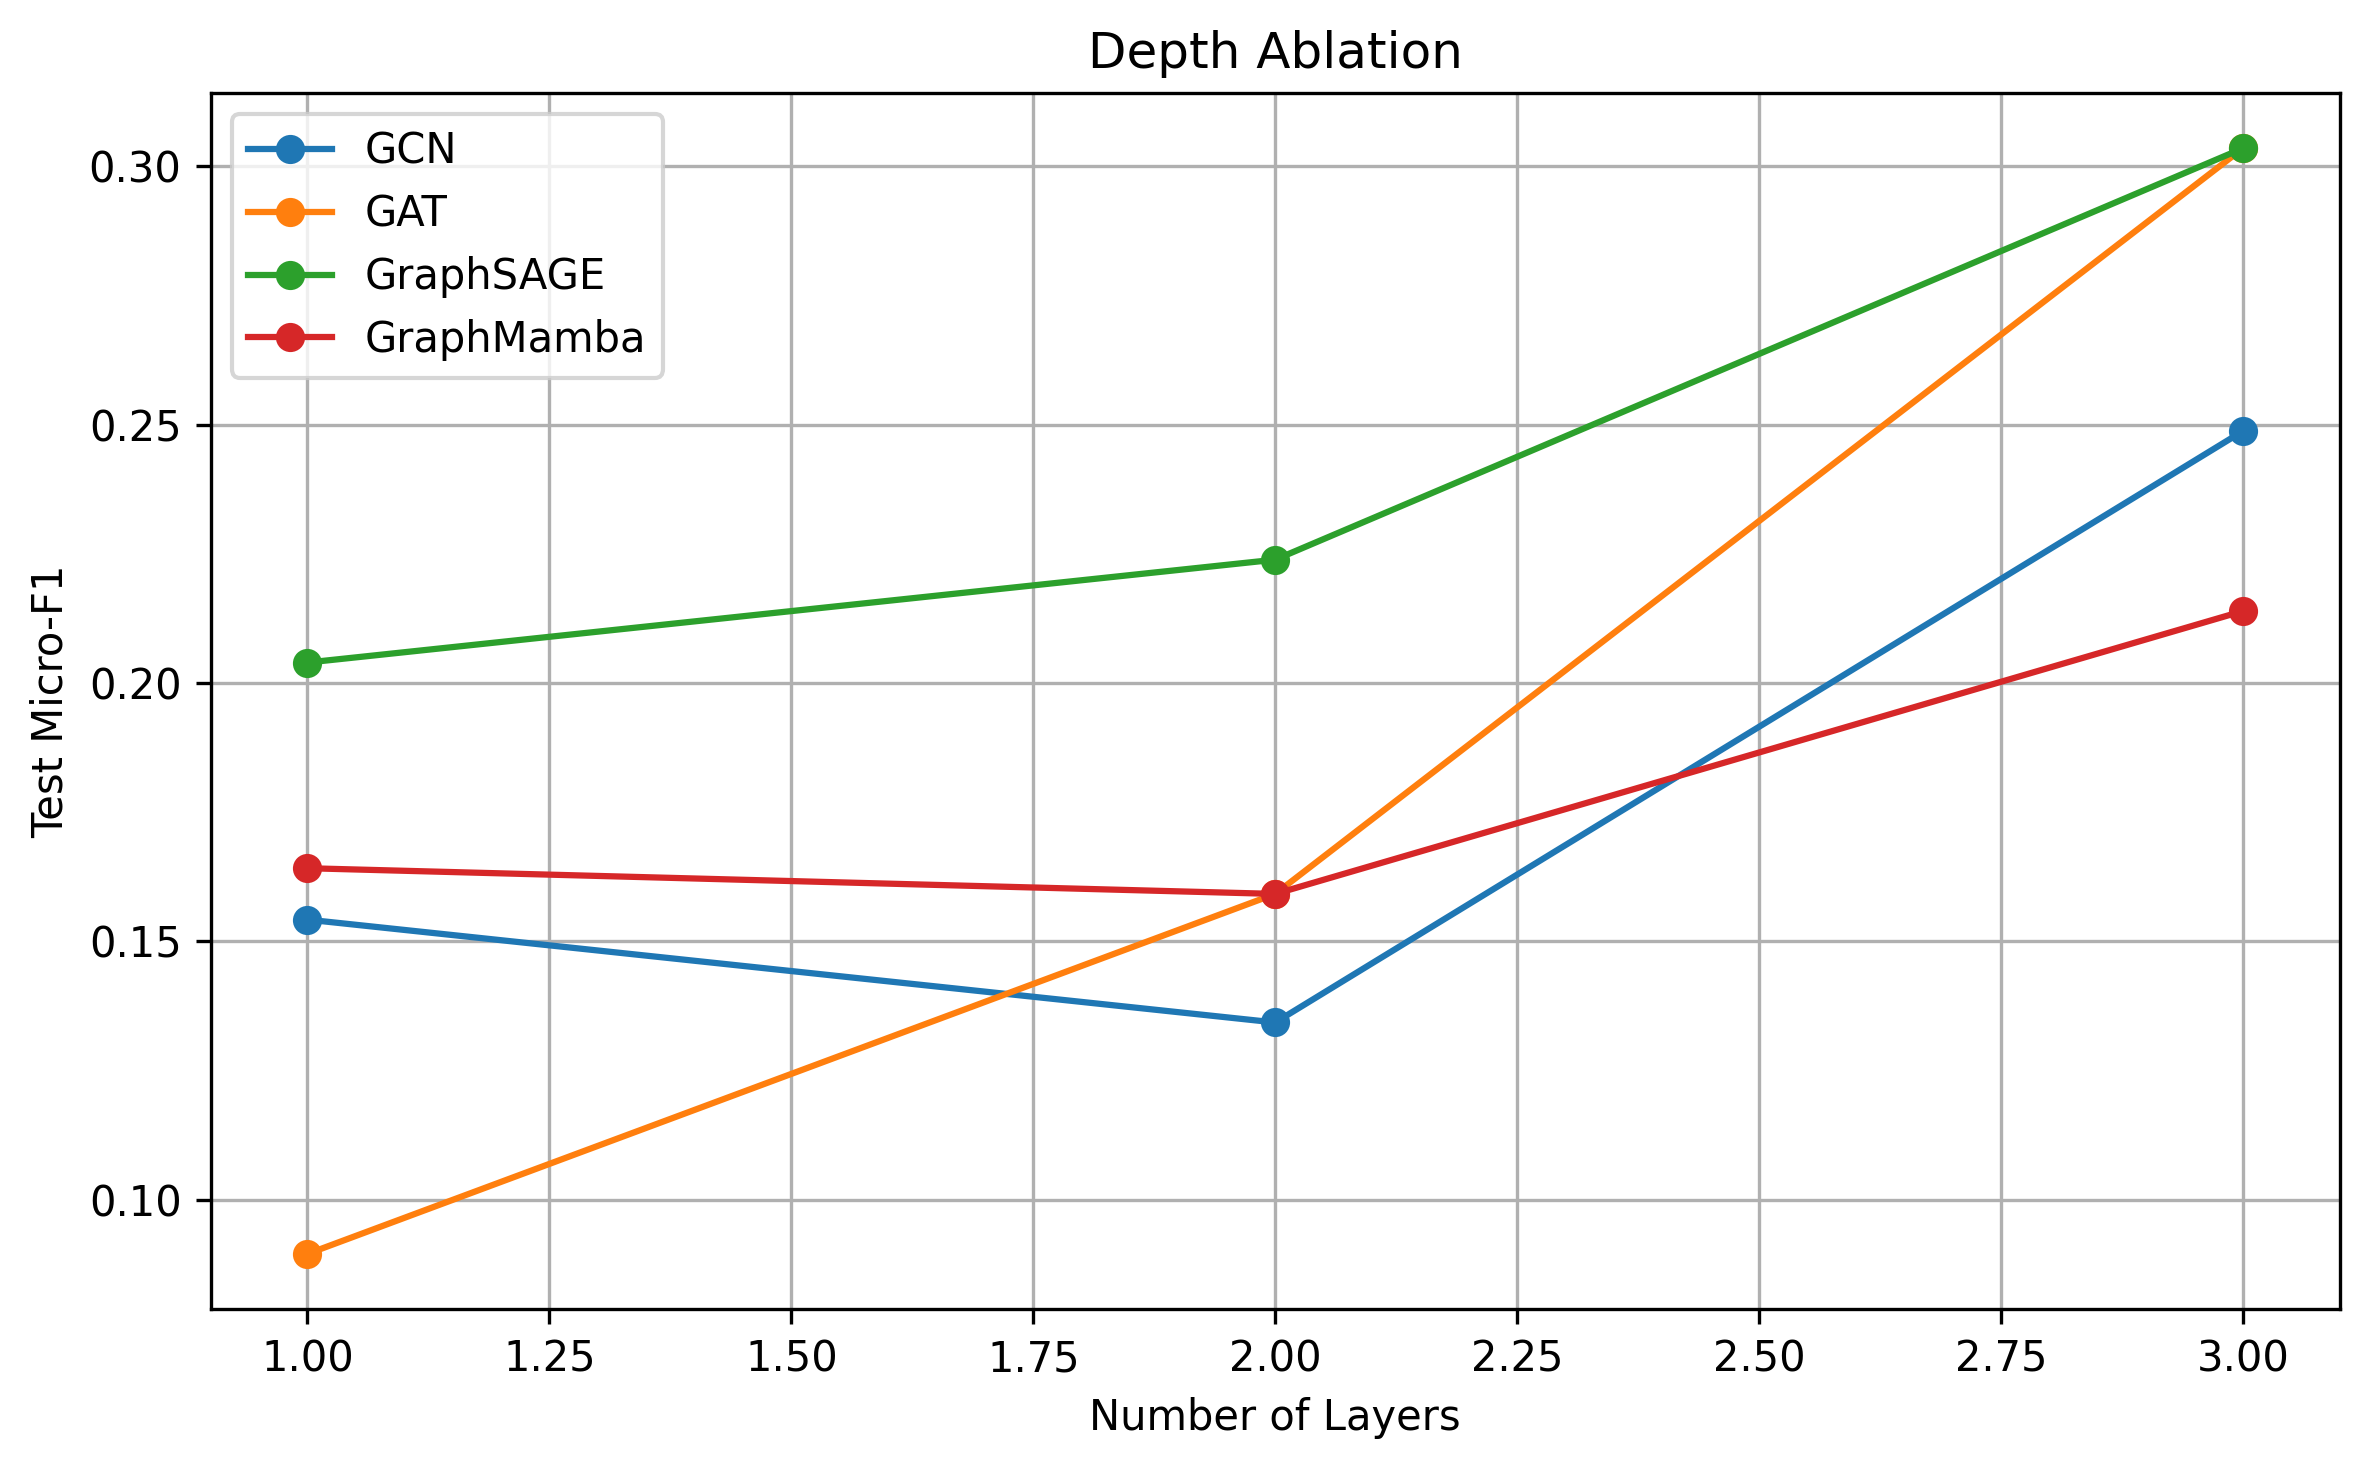 Depth Ablation
GCN
GAT
GraphSAGE
GraphMamba
0.30
0.25
0.20
0.15
0.10
Test Micro-F1
1.00 1.25 1.50 1.75 2.00 2.25 2.50 2.75 3.00
Number of Layers